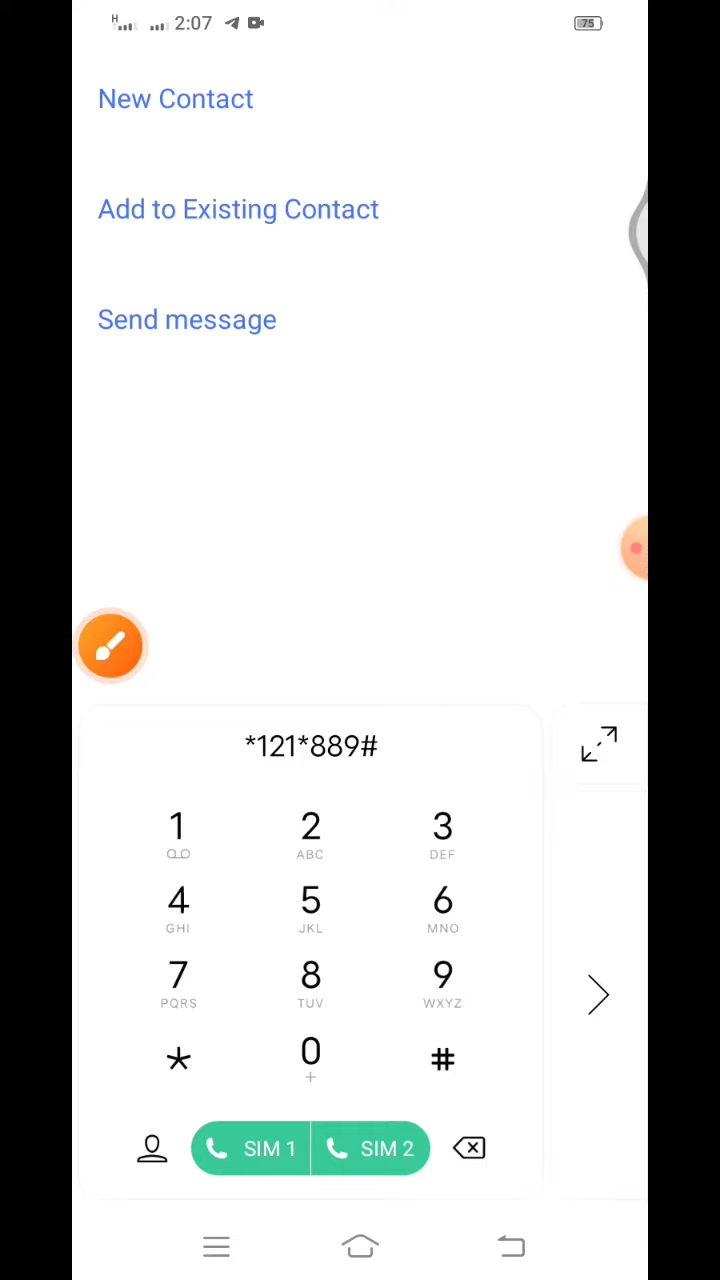 H 2:07 75
New Contact
Add to Existing Contact
Send message
*121*889#
1 2 3
ABC DEF
4 5 6
GHI JKL MNO
7 8 9
PQRS TUV WXYZ
* 0 #
+
SIM 1 SIM 2